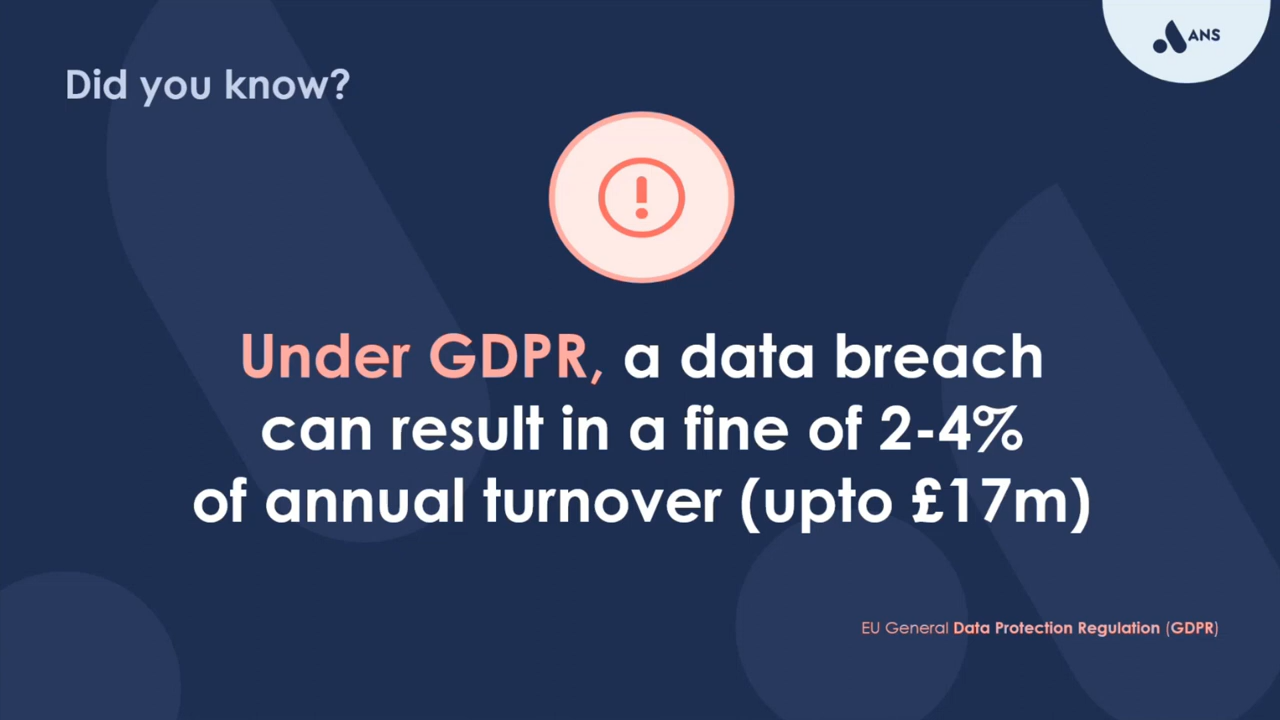 ANS
Did you know?
Under GDPR, a data breach
can result in a fine of 2-4%
of annual turnover (upto £17m)
EU General Data Protection Regulation (GDPR)